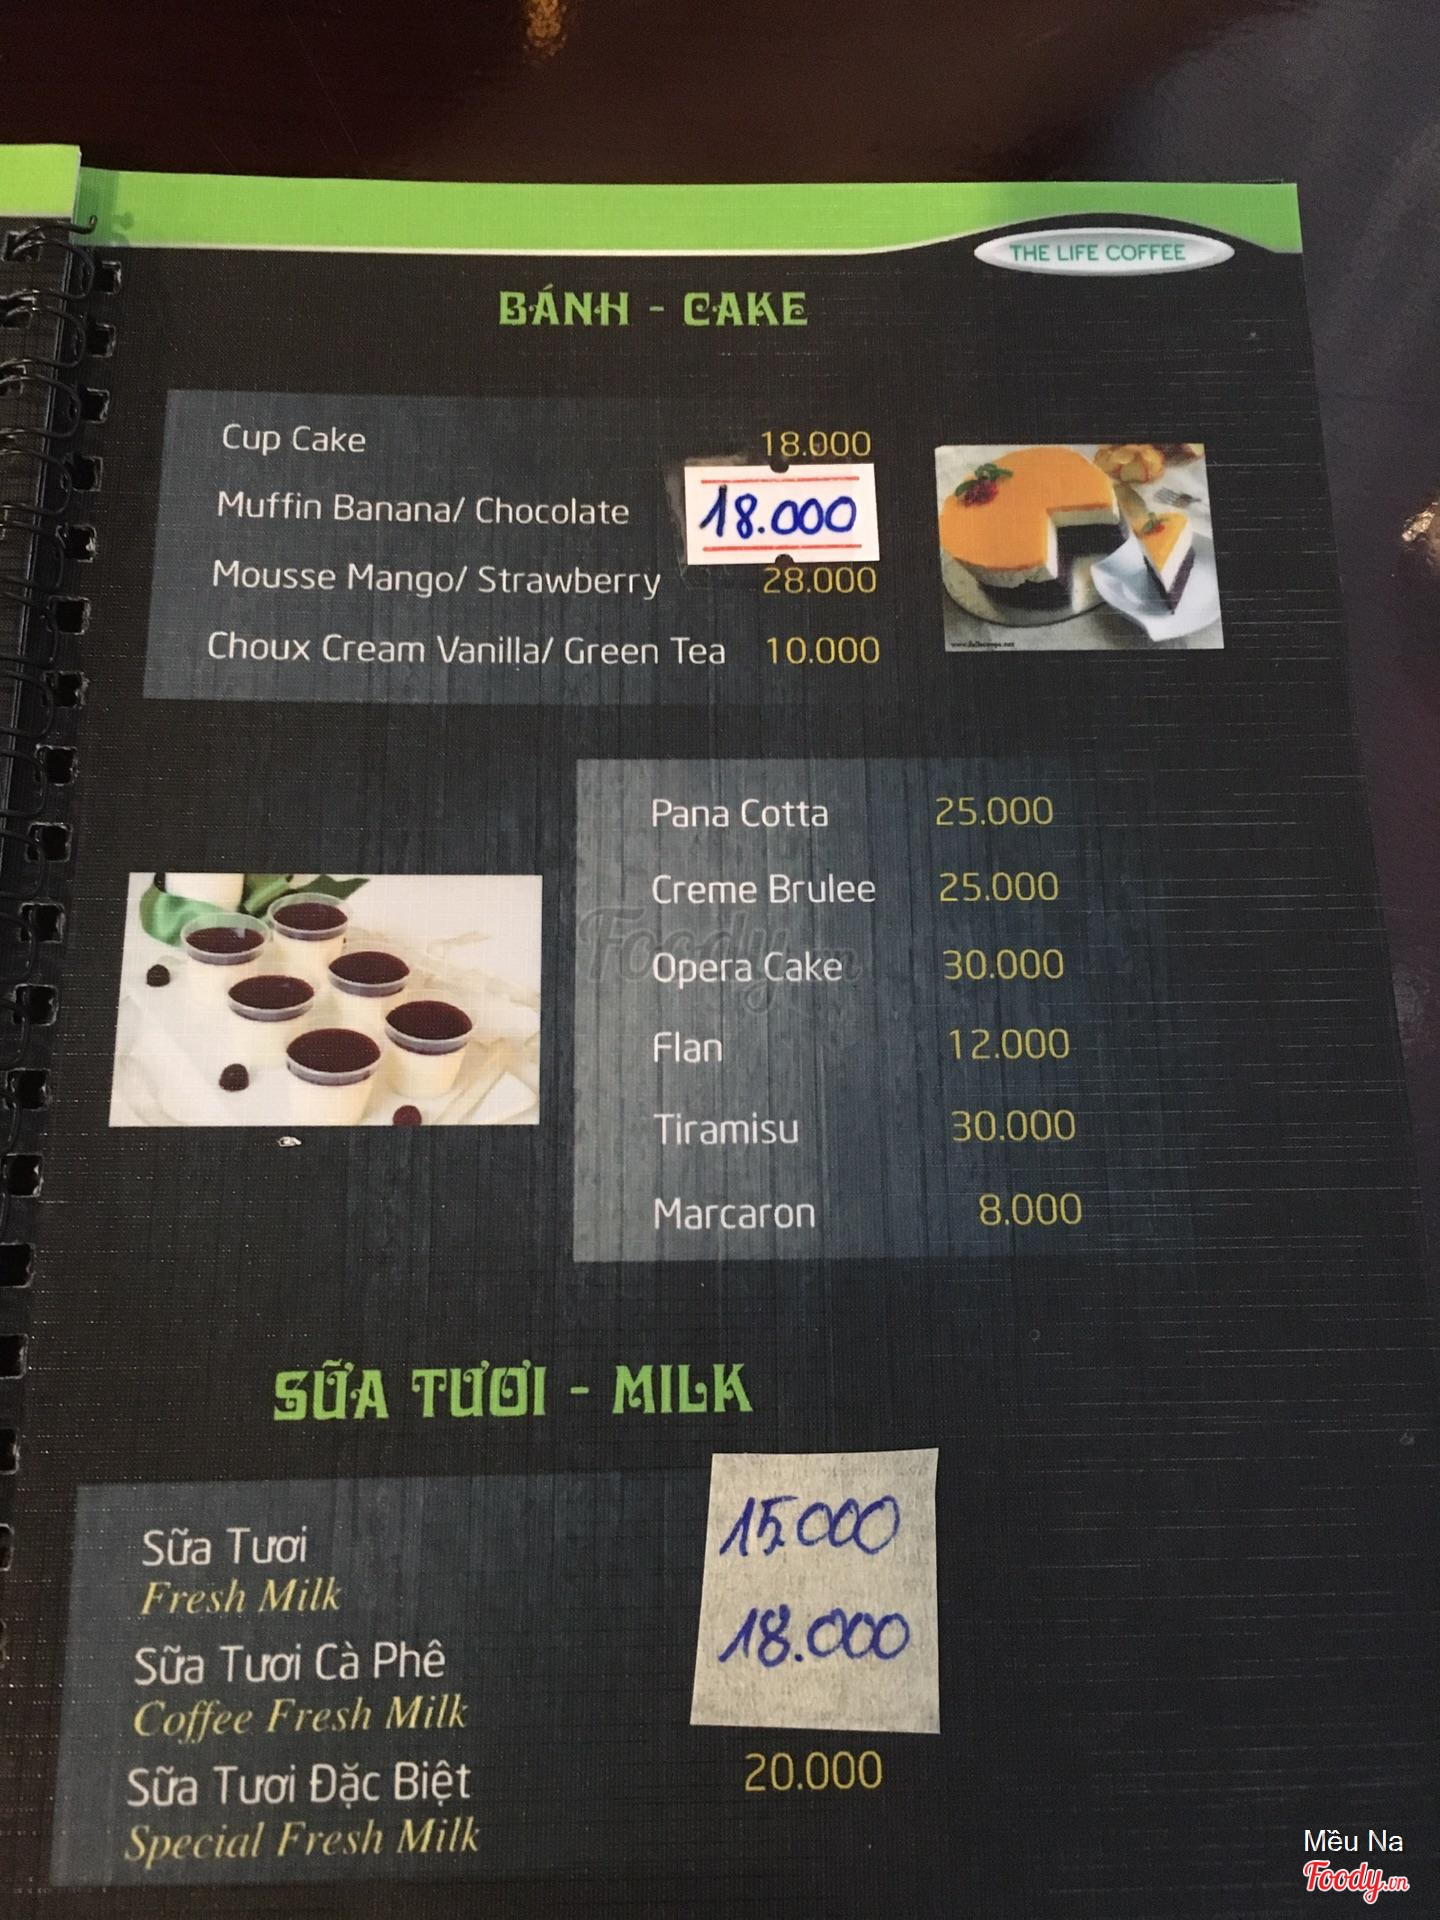 THE LIFE COFFEE
BÁNH - CAKE
Cup Cake 18.000
Muffin Banana/ Chocolate 18.000
Mousse Mango/ Strawberry 28.000
Choux Cream Vanilla/ Green Tea 10.000
Pana Cotta 25.000
Creme Brulee 25.000
Foody.vn
Opera Cake 30.000
Flan 12.000
Tiramisu 30.000
Marcaron 8.000
SỮA TƯƠI - MILK
Sữa Tươi 15.000
Fresh Milk
Sữa Tươi Cà Phê 18.000
Coffee Fresh Milk
Sữa Tươi Đặc Biệt 20.000
Special Fresh Milk
Mều Na
Foody.vn